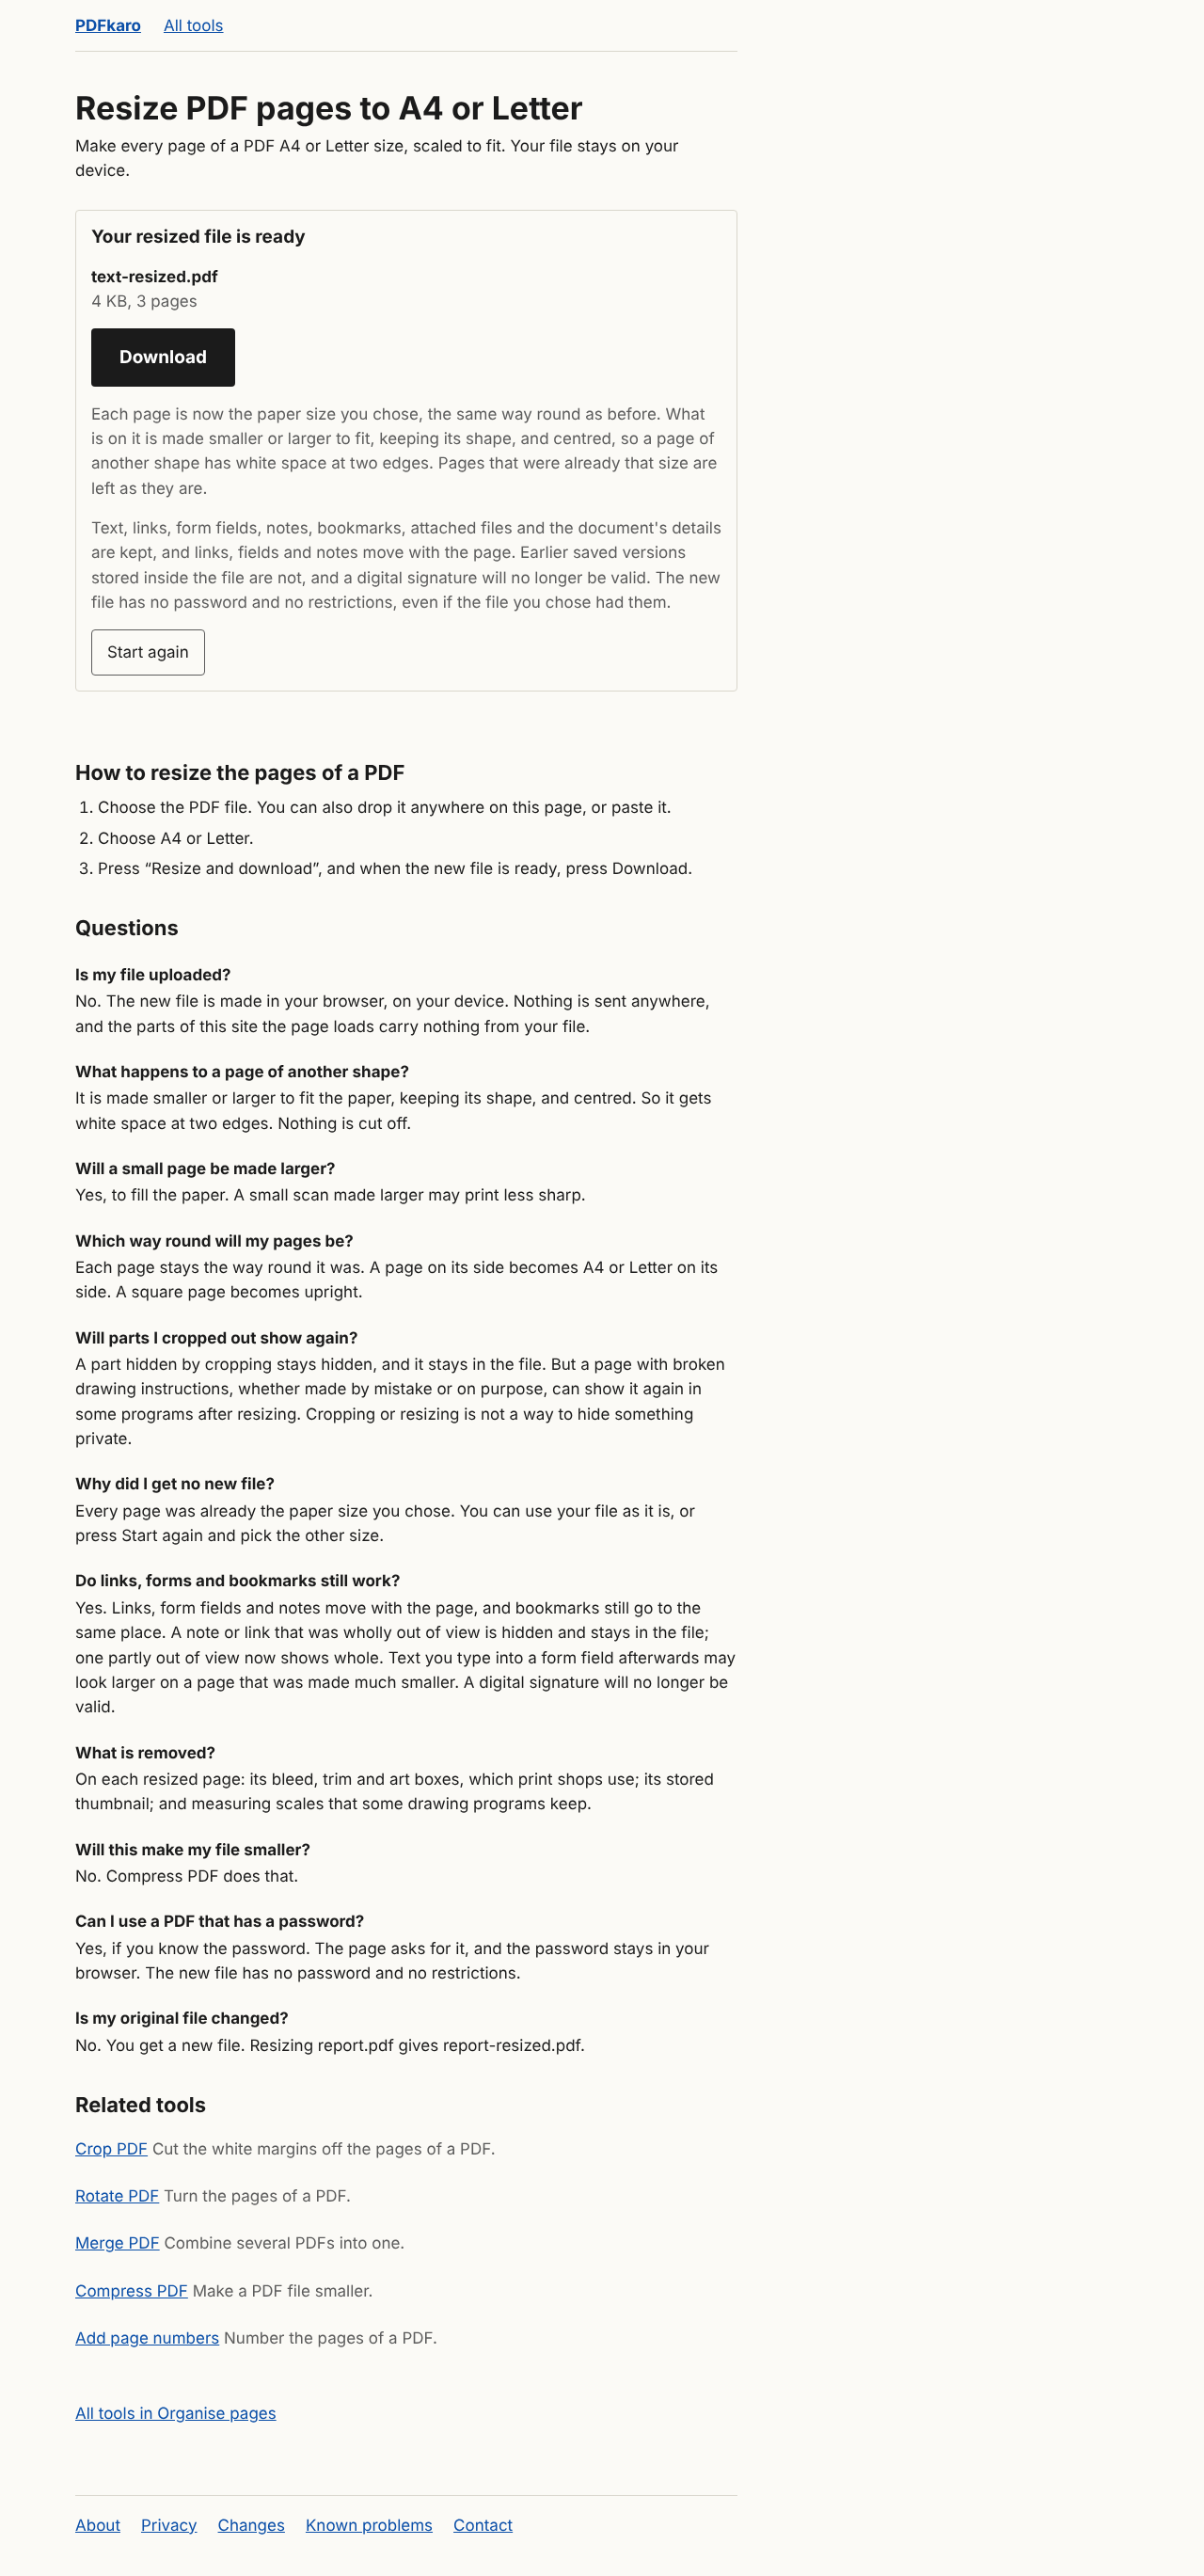 PDFkaro All tools
Resize PDF pages to A4 or Letter
Make every page of a PDF A4 or Letter size, scaled to fit. Your file stays on your
device.
Your resized file is ready
text-resized.pdf
4 KB, 3 pages
Download
Each page is now the paper size you chose, the same way round as before. What
is on it is made smaller or larger to fit, keeping its shape, and centred, so a page of
another shape has white space at two edges. Pages that were already that size are
left as they are.
Text, links, form fields, notes, bookmarks, attached files and the document's details
are kept, and links, fields and notes move with the page. Earlier saved versions
stored inside the file are not, and a digital signature will no longer be valid. The new
file has no password and no restrictions, even if the file you chose had them.
Start again
How to resize the pages of a PDF
1. Choose the PDF file. You can also drop it anywhere on this page, or paste it.
2. Choose A4 or Letter.
3. Press “Resize and download”, and when the new file is ready, press Download.
Questions
Is my file uploaded?
No. The new file is made in your browser, on your device. Nothing is sent anywhere,
and the parts of this site the page loads carry nothing from your file.
What happens to a page of another shape?
It is made smaller or larger to fit the paper, keeping its shape, and centred. So it gets
white space at two edges. Nothing is cut off.
Will a small page be made larger?
Yes, to fill the paper. A small scan made larger may print less sharp.
Which way round will my pages be?
Each page stays the way round it was. A page on its side becomes A4 or Letter on its
side. A square page becomes upright.
Will parts I cropped out show again?
A part hidden by cropping stays hidden, and it stays in the file. But a page with broken
drawing instructions, whether made by mistake or on purpose, can show it again in
some programs after resizing. Cropping or resizing is not a way to hide something
private.
Why did I get no new file?
Every page was already the paper size you chose. You can use your file as it is, or
press Start again and pick the other size.
Do links, forms and bookmarks still work?
Yes. Links, form fields and notes move with the page, and bookmarks still go to the
same place. A note or link that was wholly out of view is hidden and stays in the file;
one partly out of view now shows whole. Text you type into a form field afterwards may
look larger on a page that was made much smaller. A digital signature will no longer be
valid.
What is removed?
On each resized page: its bleed, trim and art boxes, which print shops use; its stored
thumbnail; and measuring scales that some drawing programs keep.
Will this make my file smaller?
No. Compress PDF does that.
Can I use a PDF that has a password?
Yes, if you know the password. The page asks for it, and the password stays in your
browser. The new file has no password and no restrictions.
Is my original file changed?
No. You get a new file. Resizing report.pdf gives report-resized.pdf.
Related tools
Crop PDF Cut the white margins off the pages of a PDF.
Rotate PDF Turn the pages of a PDF.
Merge PDF Combine several PDFs into one.
Compress PDF Make a PDF file smaller.
Add page numbers Number the pages of a PDF.
All tools in Organise pages
About Privacy Changes Known problems Contact